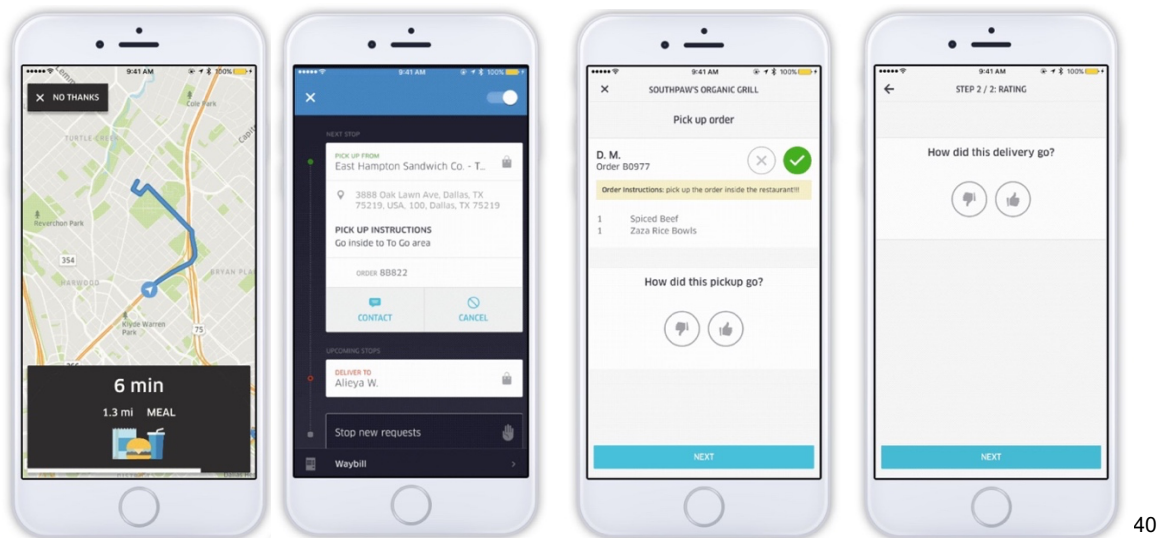 9:41 AM
100%
X NO THANKS
Cole Park
TURTLE CREEK
Reverchon Park
354
HARWOOD
BRYAN PLA
Klyde Warren
Park
75
366
6 min
1.3 mi MEAL
9:41 AM
100%
NEXT STOP
PICK UP FROM
East Hampton Sandwich Co. - T...
3888 Oak Lawn Ave, Dallas, TX
75219, USA, 100, Dallas, TX 75219
PICK UP INSTRUCTIONS
Go inside to To Go area
ORDER 8B822
CONTACT CANCEL
UPCOMING STOPS
DELIVER TO
Alieya W.
Stop new requests
Waybill
9:41 AM
100%
SOUTHPAW'S ORGANIC GRILL
Pick up order
D. M.
Order B0977
Order Instructions: pick up the order inside the restaurant!!!
1 Spiced Beef
1 Zaza Rice Bowls
How did this pickup go?
NEXT
9:41 AM
100%
STEP 2 / 2: RATING
How did this delivery go?
NEXT
40